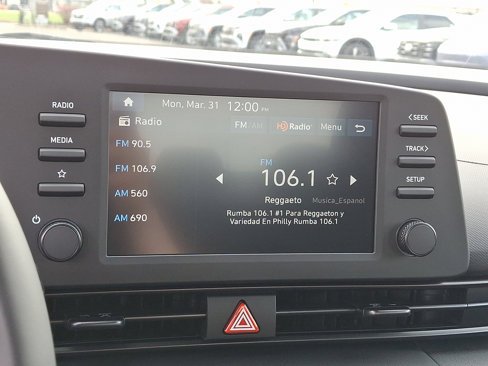 RADIO
MEDIA
Mon, Mar. 31 12:00 PM
Radio
FM/AM HD Radio Menu
FM 90.5
FM 106.9
AM 560
AM 690
FM
106.1
Reggaeto Musica_Espanol
Rumba 106.1 #1 Para Reggaeton y
Variedad En Philly Rumba 106.1
<SEEK
TRACK>
SETUP